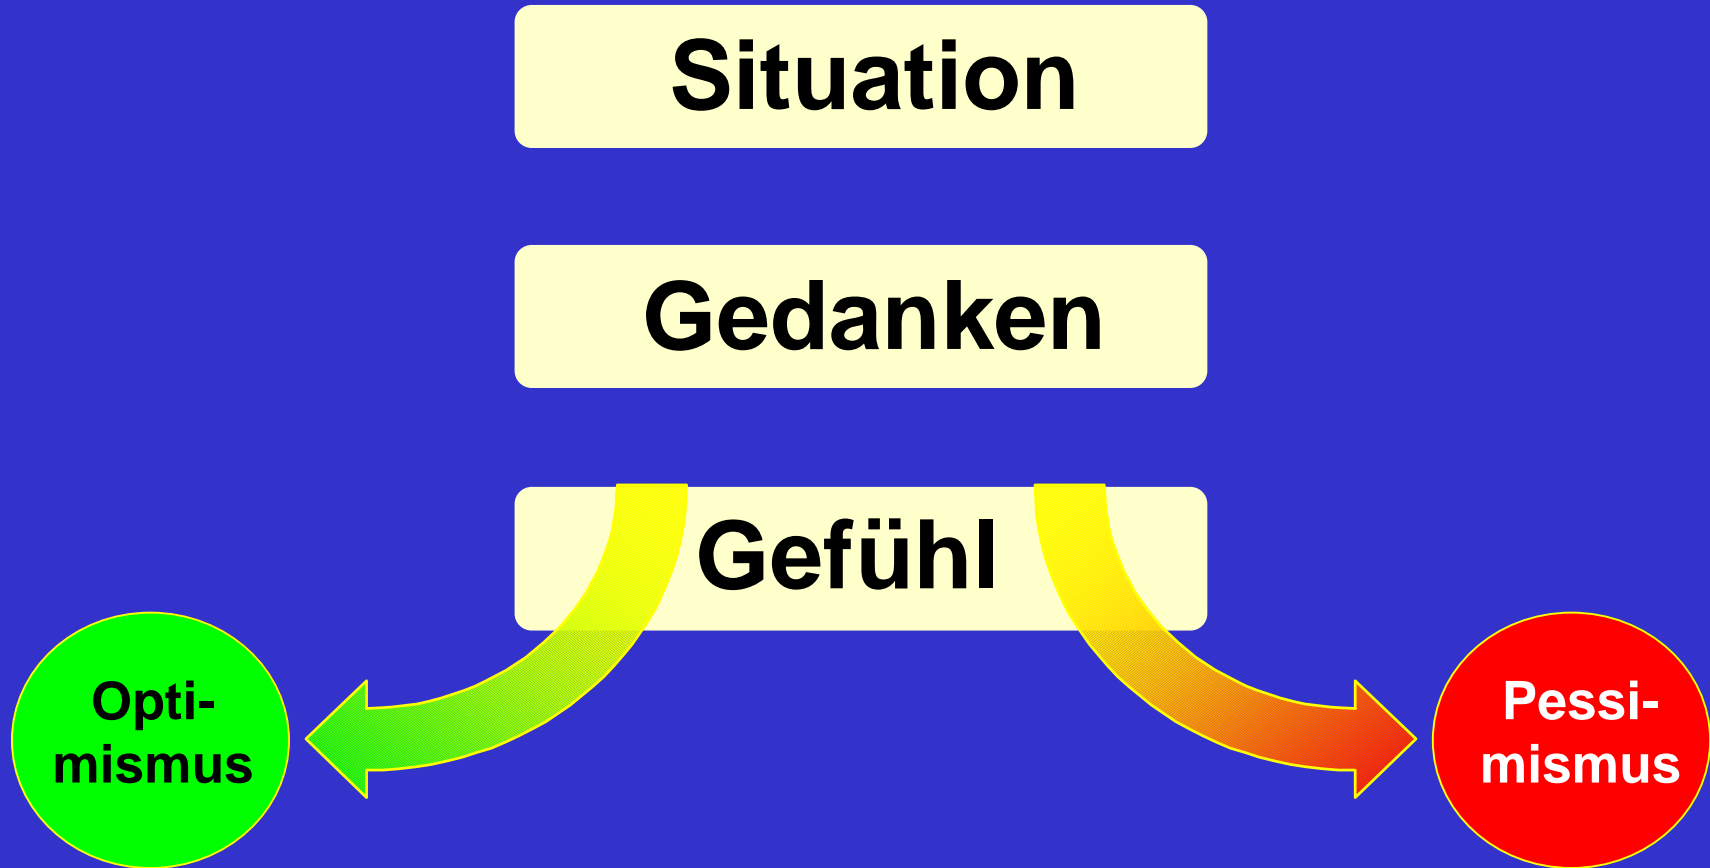 Situation
Gedanken
Gefühl
Opti-
mismus
Pessi-
mismus